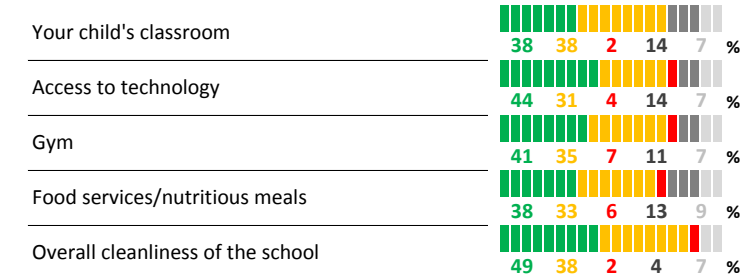 Your child's classroom
38 38 2 14 7 %
Access to technology
44 31 4 14 7 %
Gym
41 35 7 11 7 %
Food services/nutritious meals
38 33 6 13 9 %
Overall cleanliness of the school
49 38 2 4 7 %